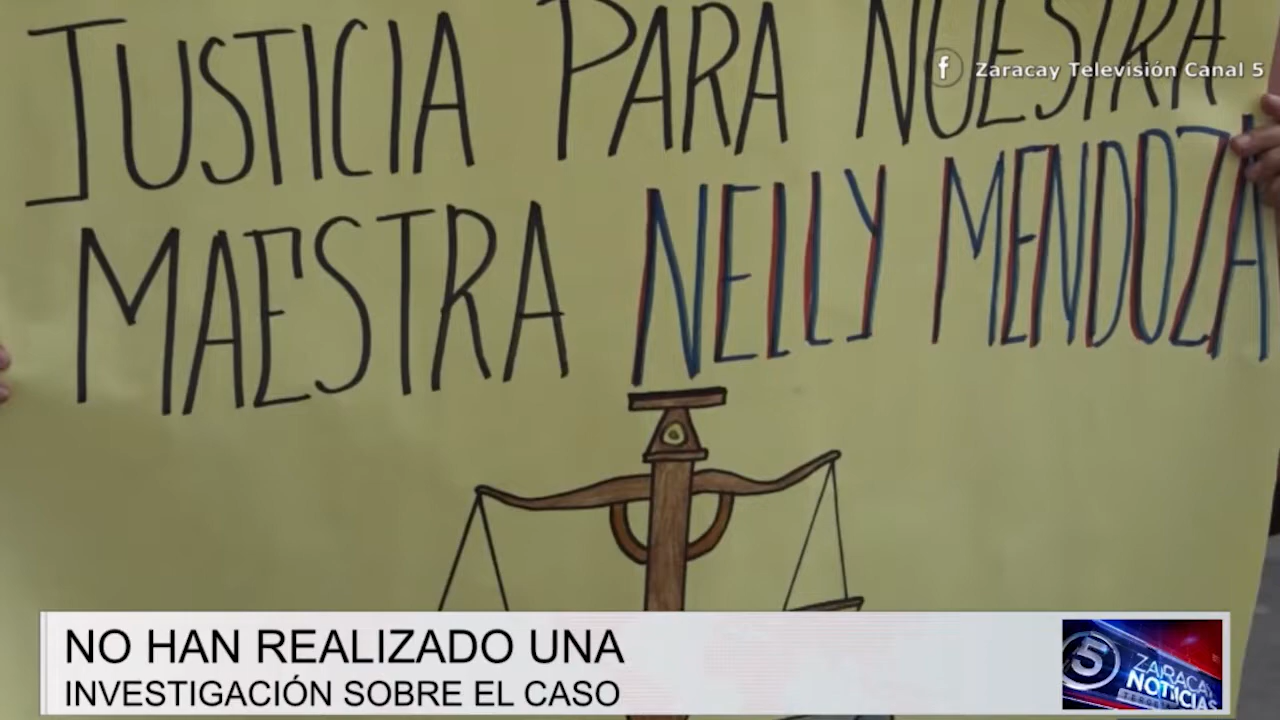 JUSTICIA PARA NUESTRA
Zaracay Televisión Canal 5
MAESTRA NELLY MENDOZA
NO HAN REALIZADO UNA
INVESTIGACIÓN SOBRE EL CASO
5
ZARACAY
NOTICIAS